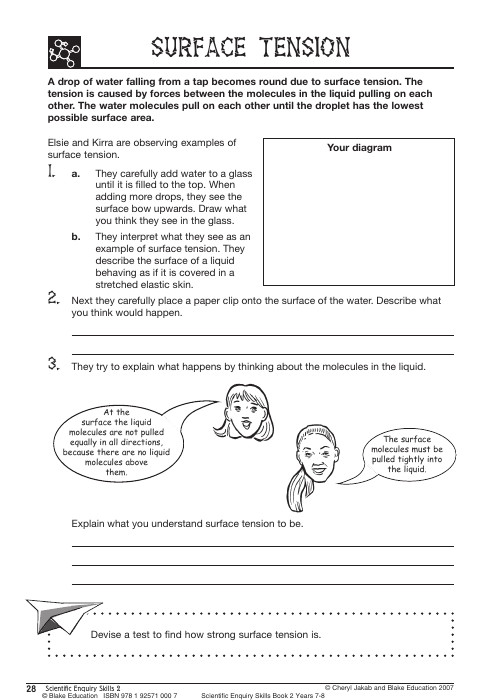 SURFACE TENSION
A drop of water falling from a tap becomes round due to surface tension. The
tension is caused by forces between the molecules in the liquid pulling on each
other. The water molecules pull on each other until the droplet has the lowest
possible surface area.
Elsie and Kirra are observing examples of
surface tension.
1. a. They carefully add water to a glass
until it is filled to the top. When
adding more drops, they see the
surface bow upwards. Draw what
you think they see in the glass.
b. They interpret what they see as an
example of surface tension. They
describe the surface of a liquid
behaving as if it is covered in a
stretched elastic skin.
Your diagram
2. Next they carefully place a paper clip onto the surface of the water. Describe what
you think would happen.
3. They try to explain what happens by thinking about the molecules in the liquid.
At the
surface the liquid
molecules are not pulled
equally in all directions,
because there are no liquid
molecules above
them.
The surface
molecules must be
pulled tightly into
the liquid.
Explain what you understand surface tension to be.
Devise a test to find how strong surface tension is.
28 Scientific Enquiry Skills 2 © Cheryl Jakab and Blake Education 2007
© Blake Education ISBN 978 1 92571 000 7 Scientific Enquiry Skills Book 2 Years 7-8